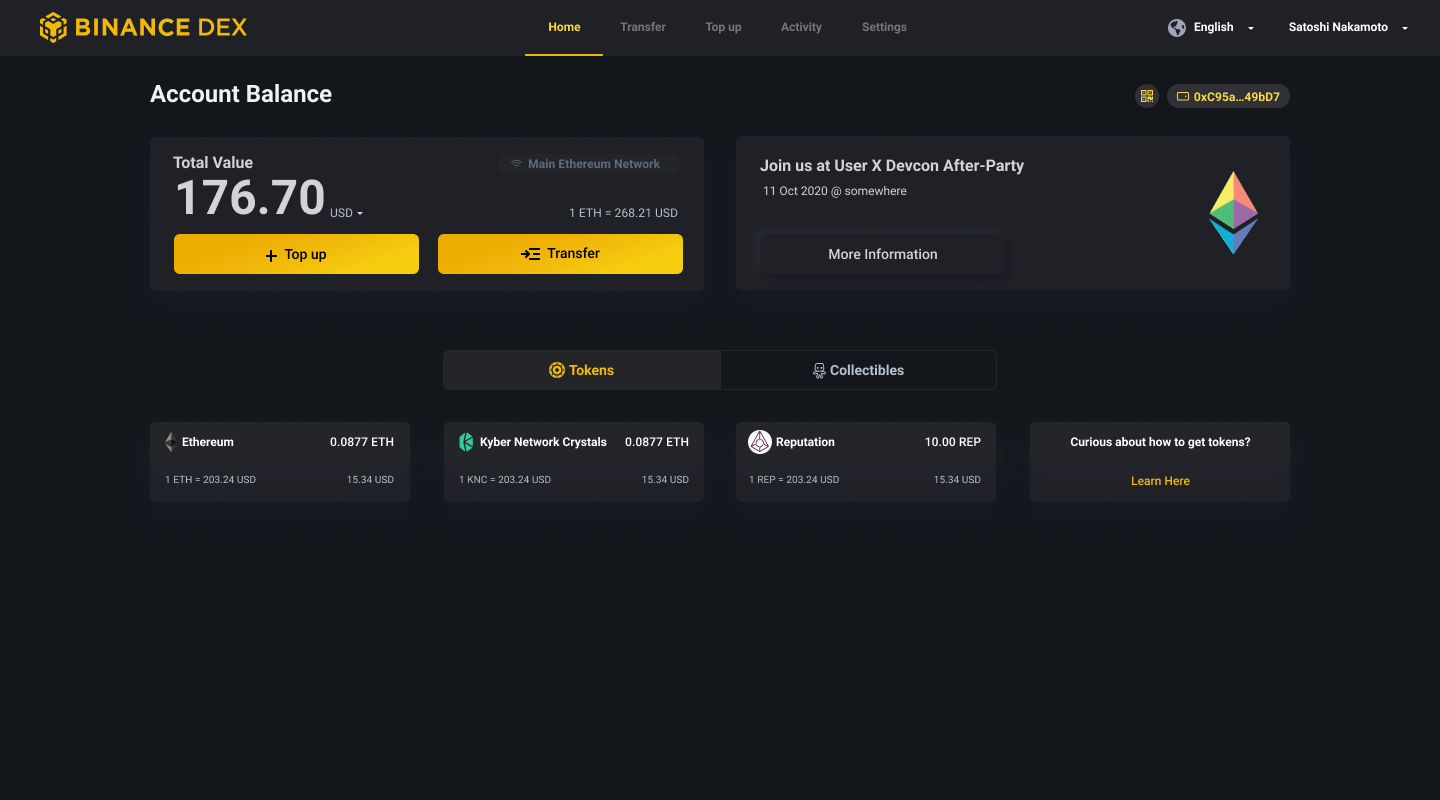 BINANCE DEX
Home
Transfer
Top up
Activity
Settings
English
Satoshi Nakamoto
Account Balance
0xC95a...49bD7
Total Value
Main Ethereum Network
176.70 USD
1 ETH = 268.21 USD
Top up
Transfer
Join us at User X Devcon After-Party
11 Oct 2020 @ somewhere
More Information
Tokens
Collectibles
Ethereum 0.0877 ETH
1 ETH = 203.24 USD 15.34 USD
Kyber Network Crystals 0.0877 ETH
1 KNC = 203.24 USD 15.34 USD
Reputation 10.00 REP
1 REP = 203.24 USD 15.34 USD
Curious about how to get tokens?
Learn Here